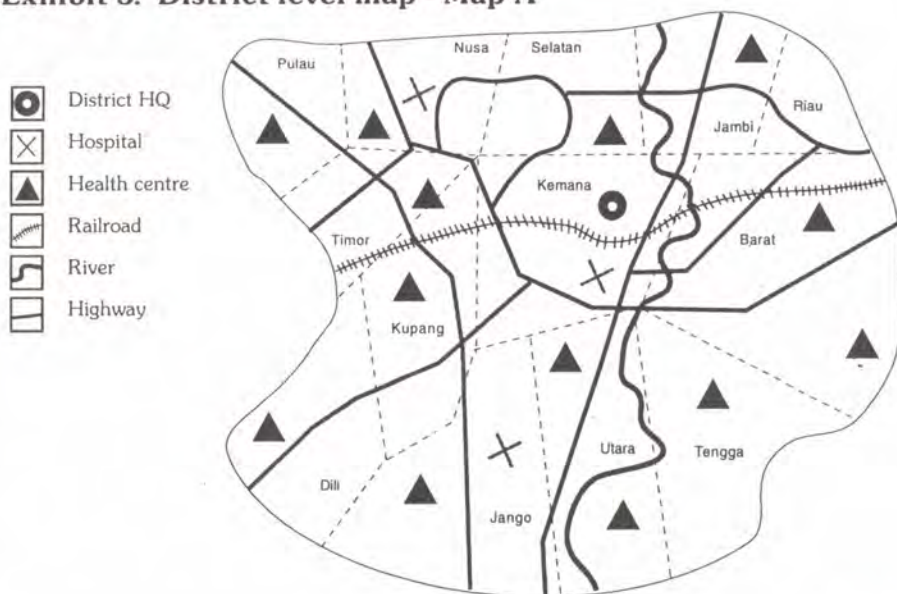 Exhibit 3. District level map - Map A
District HQ
Hospital
Health centre
Railroad
River
Highway
Pulau
Nusa
Selatan
Riau
Jambi
Kemana
Timor
Barat
Kupang
Utara
Tengga
Dili
Jango